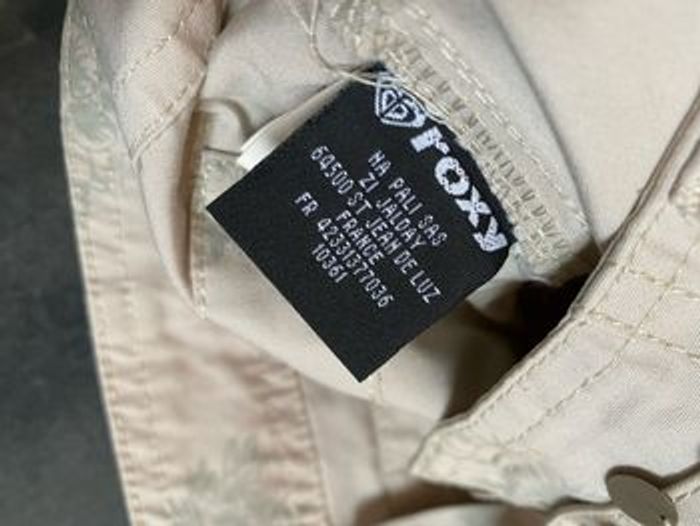 roxy
NA PALI SAS
ZI JALDAY
64500 ST JEAN DE LUZ
FRANCE
FR 42331377036
10361